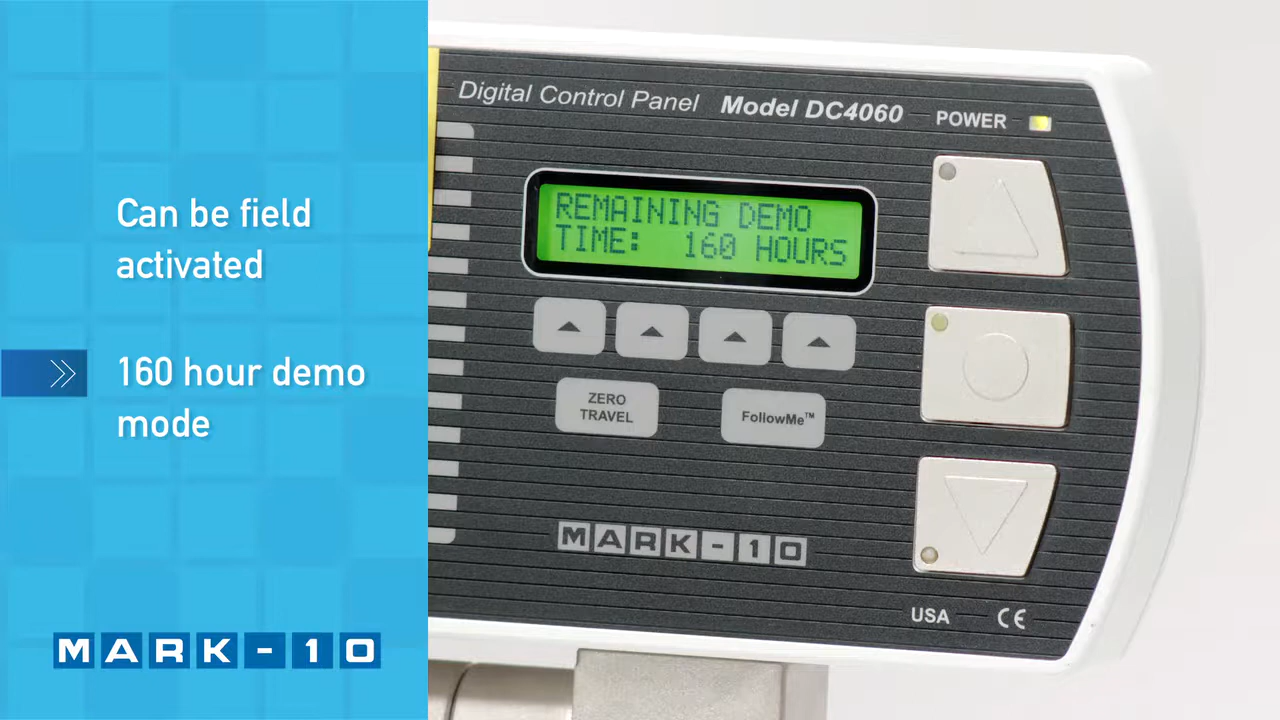 Can be field
activated
160 hour demo
mode
MARK-10
Digital Control Panel Model DC4060 POWER
REMAINING DEMO
TIME: 160 HOURS
ZERO
TRAVEL
FollowMe™
MARK-10
USA CE